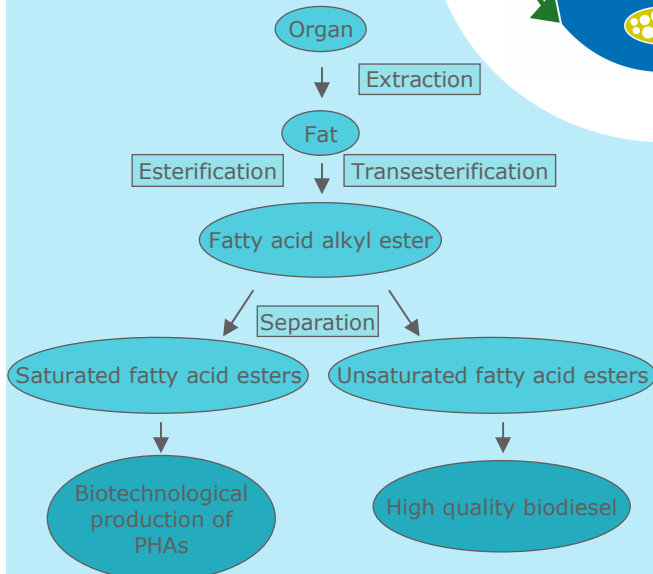 Organ
Extraction
Fat
Esterification
Transesterification
Fatty acid alkyl ester
Separation
Saturated fatty acid esters
Unsaturated fatty acid esters
Biotechnological
production of
PHAs
High quality biodiesel